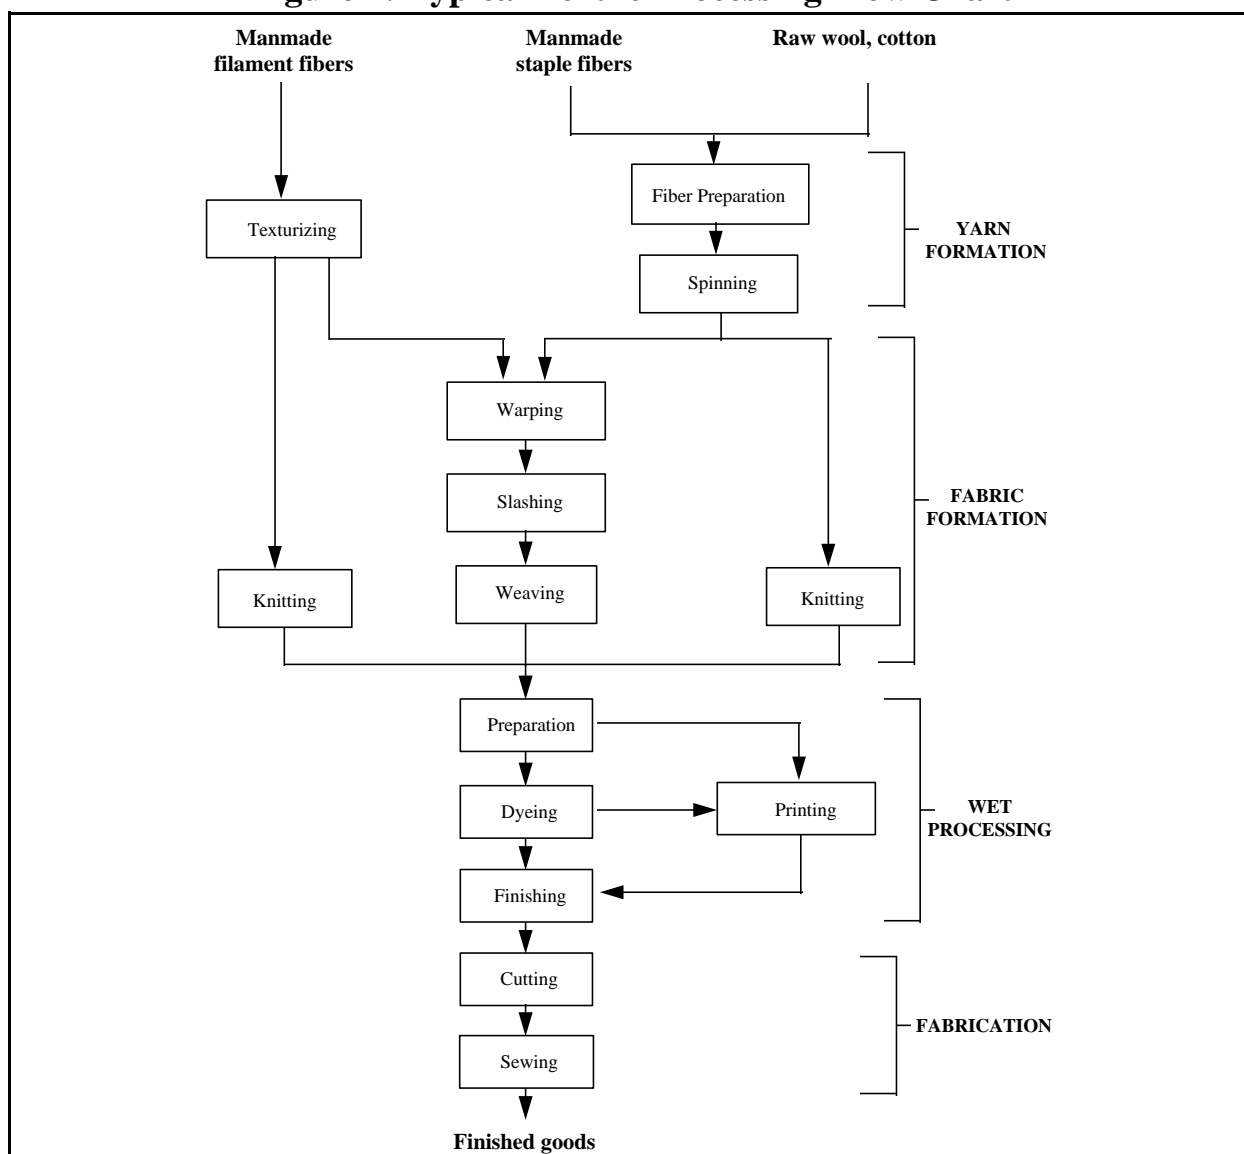 Manmade
filament fibers
Manmade
staple fibers
Raw wool, cotton
Fiber Preparation
Texturizing
YARN
FORMATION
Spinning
Warping
Slashing
FABRIC
FORMATION
Knitting
Weaving
Knitting
Preparation
Dyeing
Printing
WET
PROCESSING
Finishing
Cutting
FABRICATION
Sewing
Finished goods